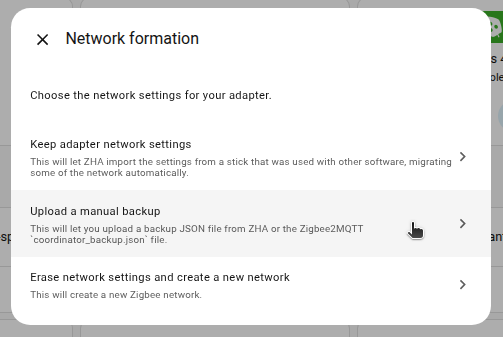 Network formation
Choose the network settings for your adapter.
Keep adapter network settings
This will let ZHA import the settings from a stick that was used with other software, migrating
some of the network automatically.
Upload a manual backup
This will let you upload a backup JSON file from ZHA or the Zigbee2MQTT
`coordinator_backup.json` file.
Erase network settings and create a new network
This will create a new Zigbee network.